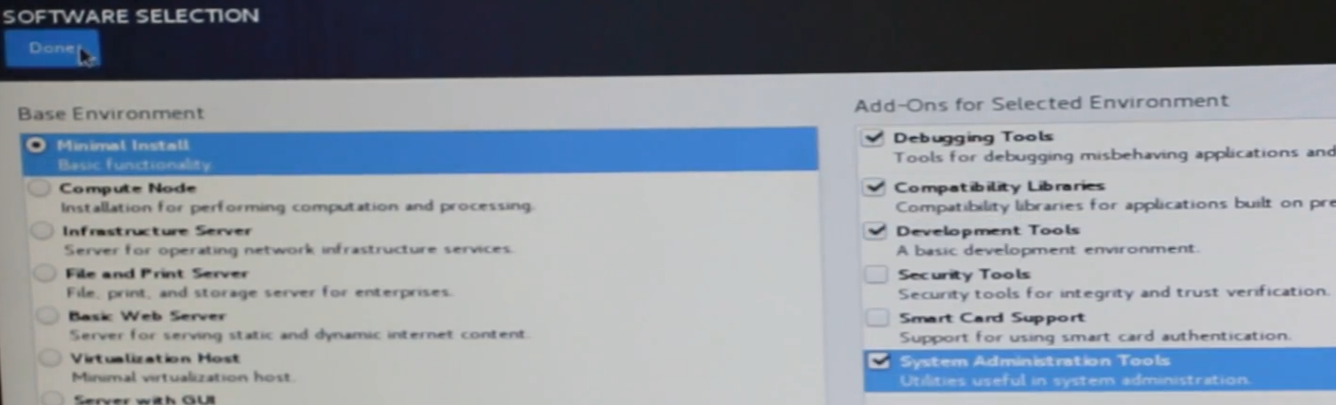 SOFTWARE SELECTION
Done
Base Environment
Minimal Install
Basic functionality.
Compute Node
Installation for performing computation and processing.
Infrastructure Server
Server for operating network infrastructure services.
File and Print Server
File, print, and storage server for enterprises.
Basic Web Server
Server for serving static and dynamic internet content.
Virtualization Host
Minimal virtualization host.
Server with GUI
Add-Ons for Selected Environment
Debugging Tools
Tools for debugging misbehaving applications and
Compatibility Libraries
Compatibility libraries for applications built on pre
Development Tools
A basic development environment.
Security Tools
Security tools for integrity and trust verification.
Smart Card Support
Support for using smart card authentication.
System Administration Tools
Utilities useful in system administration.